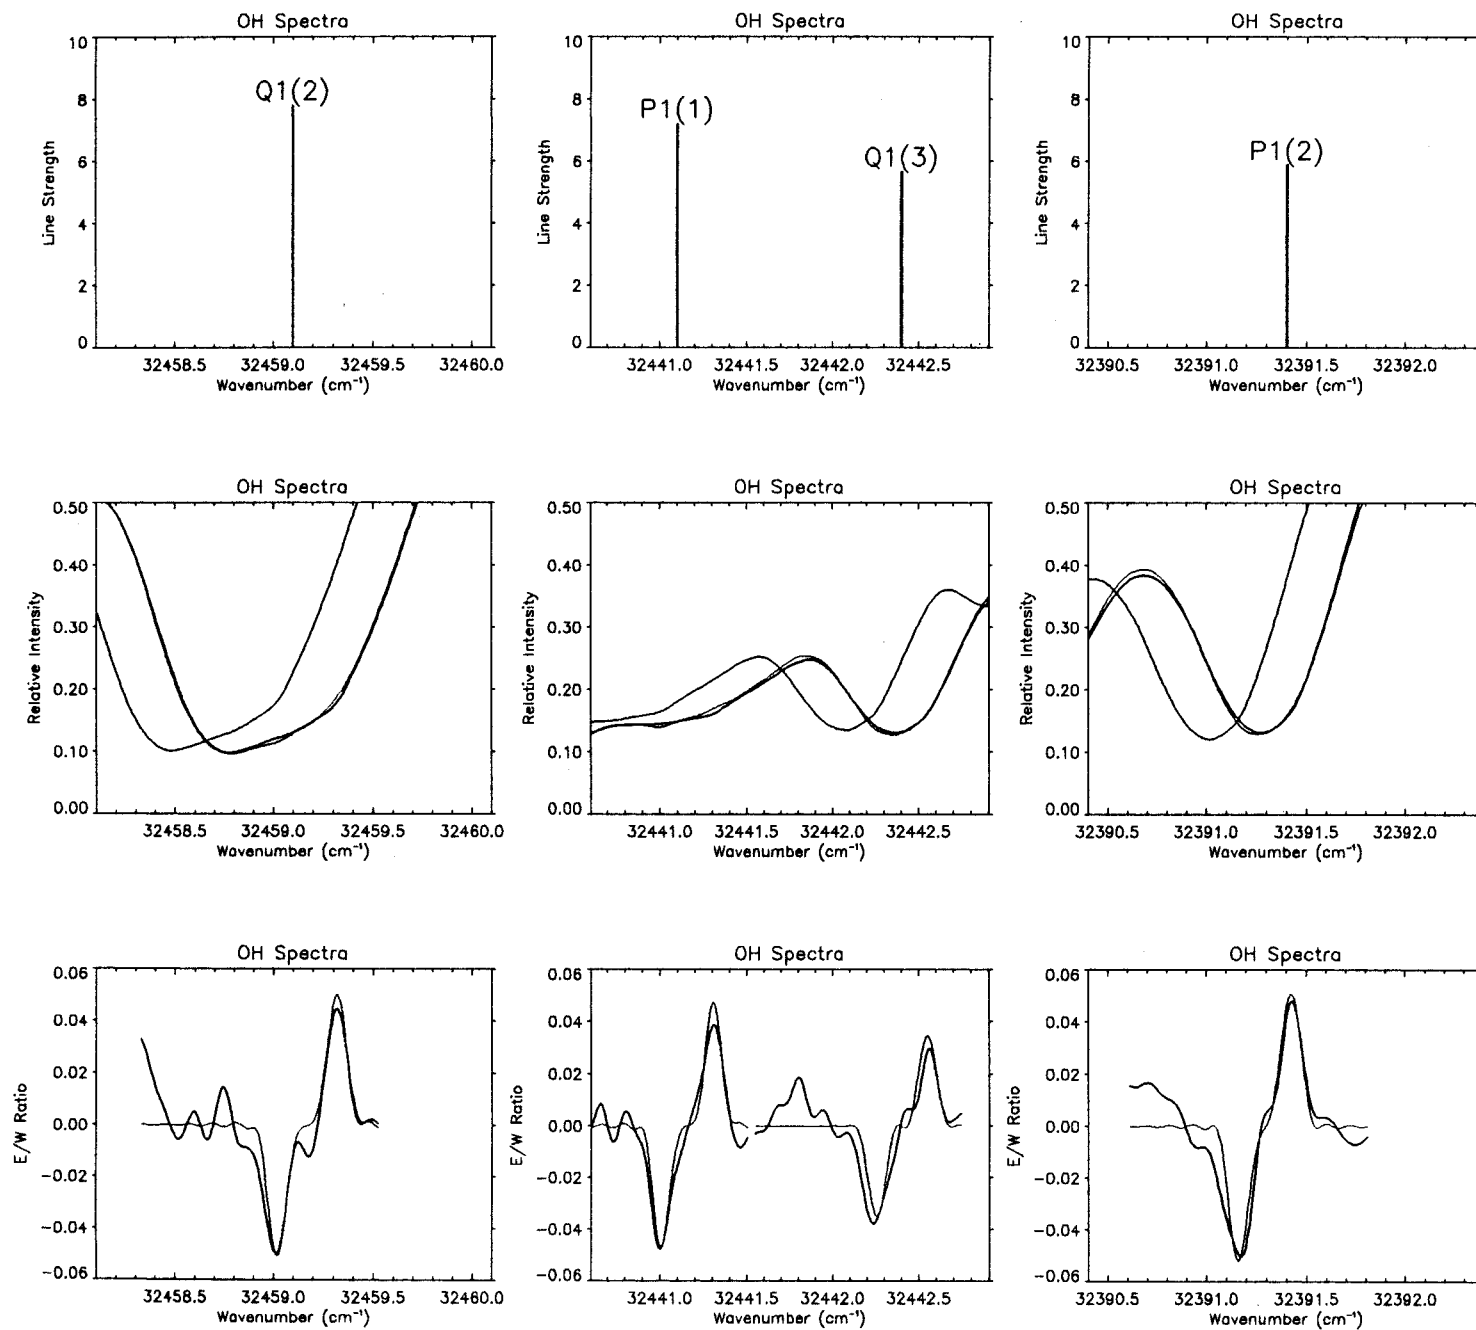 OH Spectra OH Spectra OH Spectra
10 10 10
Q1(2) P1(1) Q1(3) P1(2)
8 8 8
6 6 6
4 4 4
2 2 2
0 0 0
Line Strength Line Strength Line Strength
32458.5 32459.0 32459.5 32460.0 32441.0 32441.5 32442.0 32442.5 32390.5 32391.0 32391.5 32392.0
Wavenumber (cm⁻¹) Wavenumber (cm⁻¹) Wavenumber (cm⁻¹)
OH Spectra OH Spectra OH Spectra
0.50 0.50 0.50
0.40 0.40 0.40
0.30 0.30 0.30
0.20 0.20 0.20
0.10 0.10 0.10
0.00 0.00 0.00
Relative Intensity Relative Intensity Relative Intensity
32458.5 32459.0 32459.5 32460.0 32441.0 32441.5 32442.0 32442.5 32390.5 32391.0 32391.5 32392.0
Wavenumber (cm⁻¹) Wavenumber (cm⁻¹) Wavenumber (cm⁻¹)
OH Spectra OH Spectra OH Spectra
0.06 0.06 0.06
0.04 0.04 0.04
0.02 0.02 0.02
0.00 0.00 0.00
-0.02 -0.02 -0.02
-0.04 -0.04 -0.04
-0.06 -0.06 -0.06
E/W Ratio E/W Ratio E/W Ratio
32458.5 32459.0 32459.5 32460.0 32441.0 32441.5 32442.0 32442.5 32390.5 32391.0 32391.5 32392.0
Wavenumber (cm⁻¹) Wavenumber (cm⁻¹) Wavenumber (cm⁻¹)